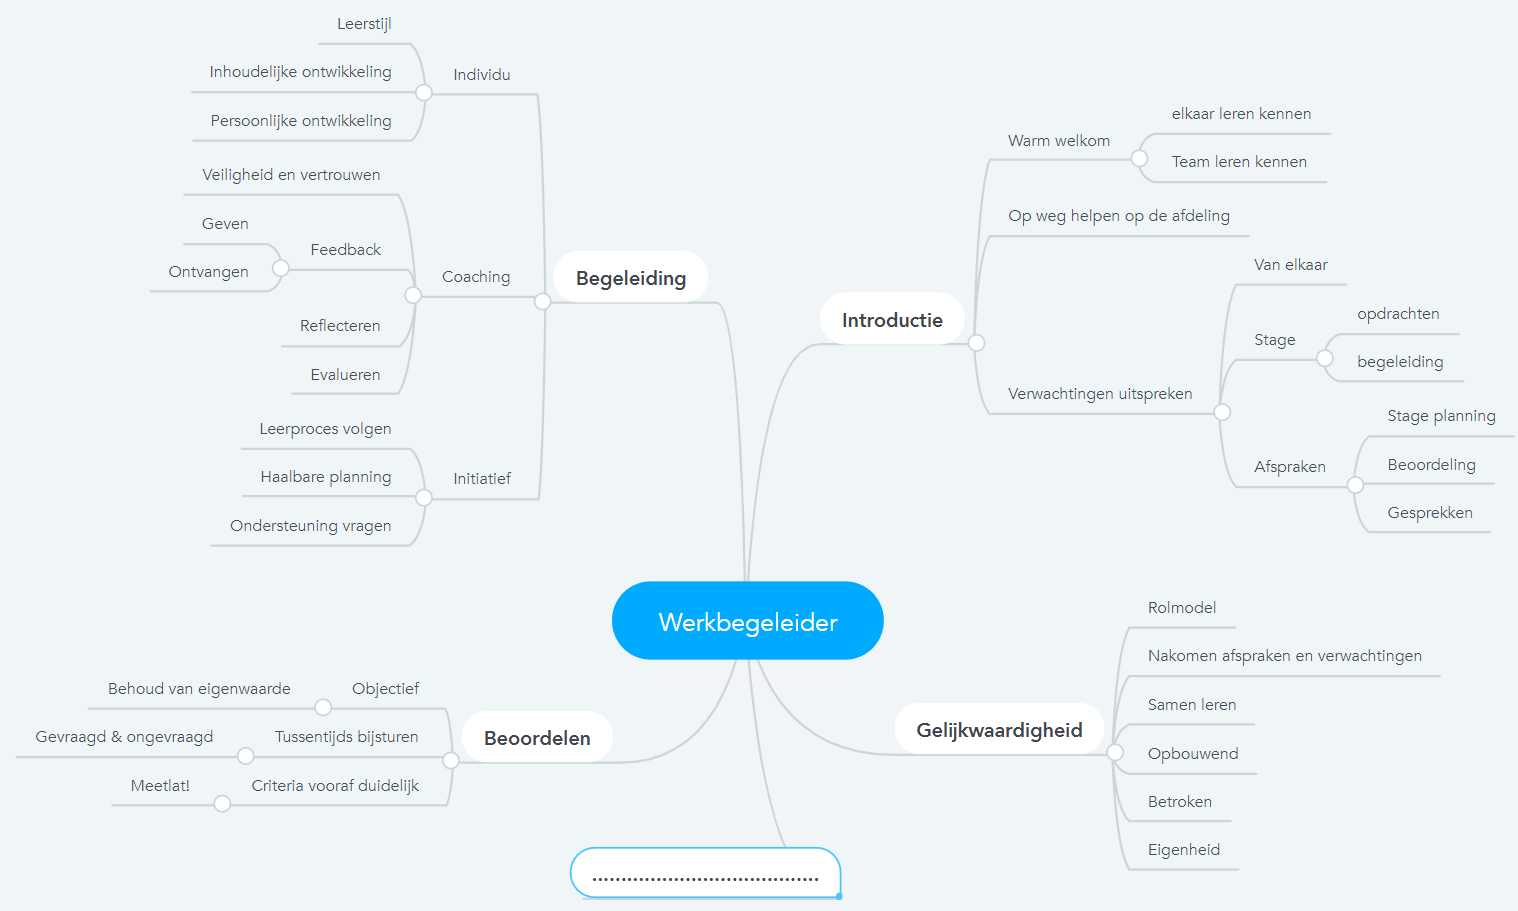 Werkbegeleider
Introductie
Warm welkom
elkaar leren kennen
Team leren kennen
Op weg helpen op de afdeling
Verwachtingen uitspreken
Van elkaar
Stage
opdrachten
begeleiding
Afspraken
Stage planning
Beoordeling
Gesprekken
Gelijkwaardigheid
Rolmodel
Nakomen afspraken en verwachtingen
Samen leren
Opbouwend
Betroken
Eigenheid
.......................................
Begeleiding
Individu
Leerstijl
Inhoudelijke ontwikkeling
Persoonlijke ontwikkeling
Coaching
Veiligheid en vertrouwen
Feedback
Geven
Ontvangen
Reflecteren
Evalueren
Initiatief
Leerproces volgen
Haalbare planning
Ondersteuning vragen
Beoordelen
Objectief
Behoud van eigenwaarde
Tussentijds bijsturen
Gevraagd & ongevraagd
Criteria vooraf duidelijk
Meetlat!